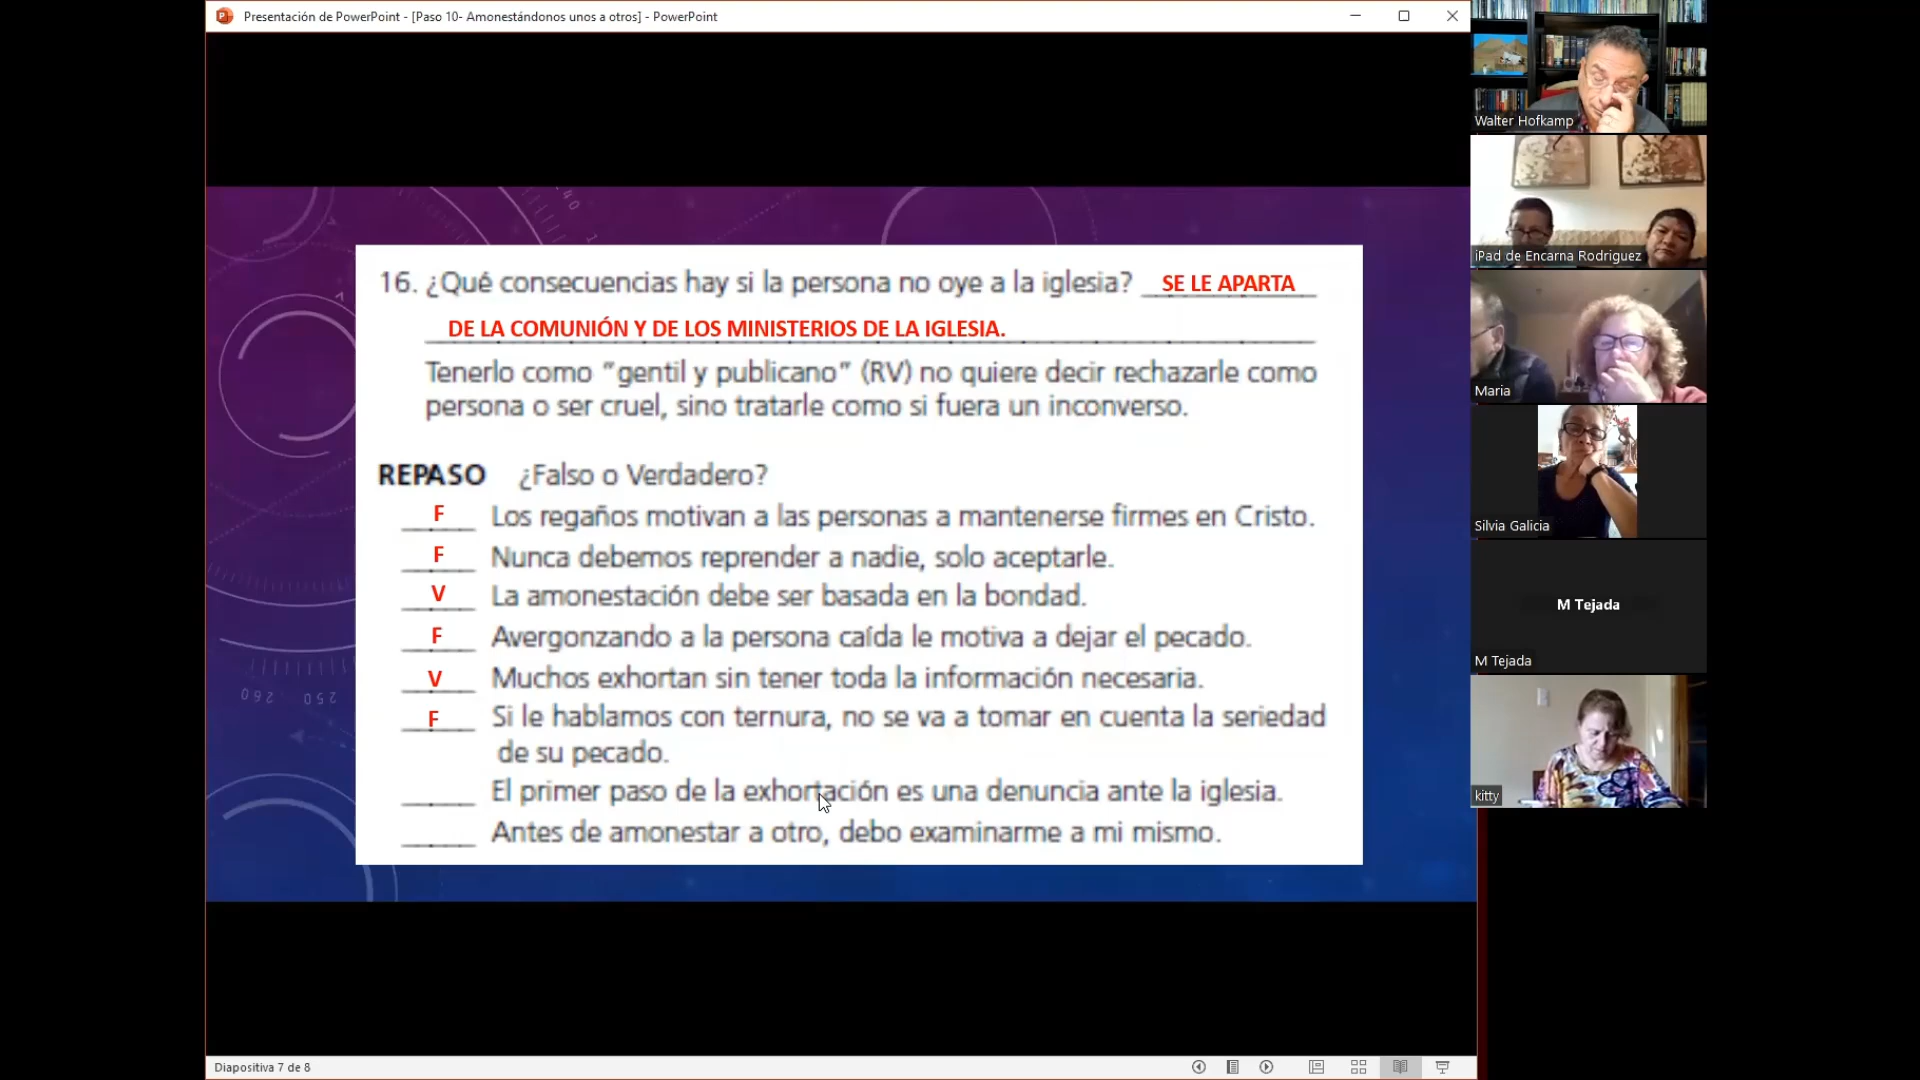 Presentación de PowerPoint - [Paso 10- Amonestándonos unos a otros] - PowerPoint
16. ¿Qué consecuencias hay si la persona no oye a la iglesia? SE LE APARTA
DE LA COMUNIÓN Y DE LOS MINISTERIOS DE LA IGLESIA.
Tenerlo como "gentil y publicano" (RV) no quiere decir rechazarle como
persona o ser cruel, sino tratarle como si fuera un inconverso.
REPASO ¿Falso o Verdadero?
F Los regaños motivan a las personas a mantenerse firmes en Cristo.
F Nunca debemos reprender a nadie, solo aceptarle.
V La amonestación debe ser basada en la bondad.
F Avergonzando a la persona caída le motiva a dejar el pecado.
V Muchos exhortan sin tener toda la información necesaria.
F Si le hablamos con ternura, no se va a tomar en cuenta la seriedad
de su pecado.
El primer paso de la exhortación es una denuncia ante la iglesia.
Antes de amonestar a otro, debo examinarme a mi mismo.
40
260 250
Diapositiva 7 de 8
Walter Hofkamp
iPad de Encarna Rodriguez
Maria
Silvia Galicia
M Tejada
M Tejada
kitty